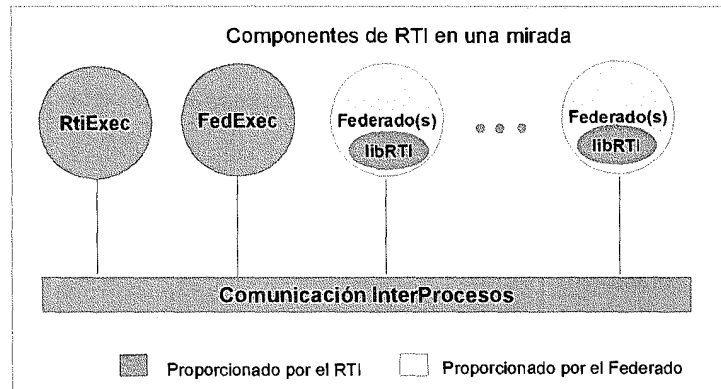 Componentes de RTI en una mirada
RtiExec
FedExec
Federado(s)
libRTI
Federado(s)
libRTI
Comunicación InterProcesos
Proporcionado por el RTI
Proporcionado por el Federado